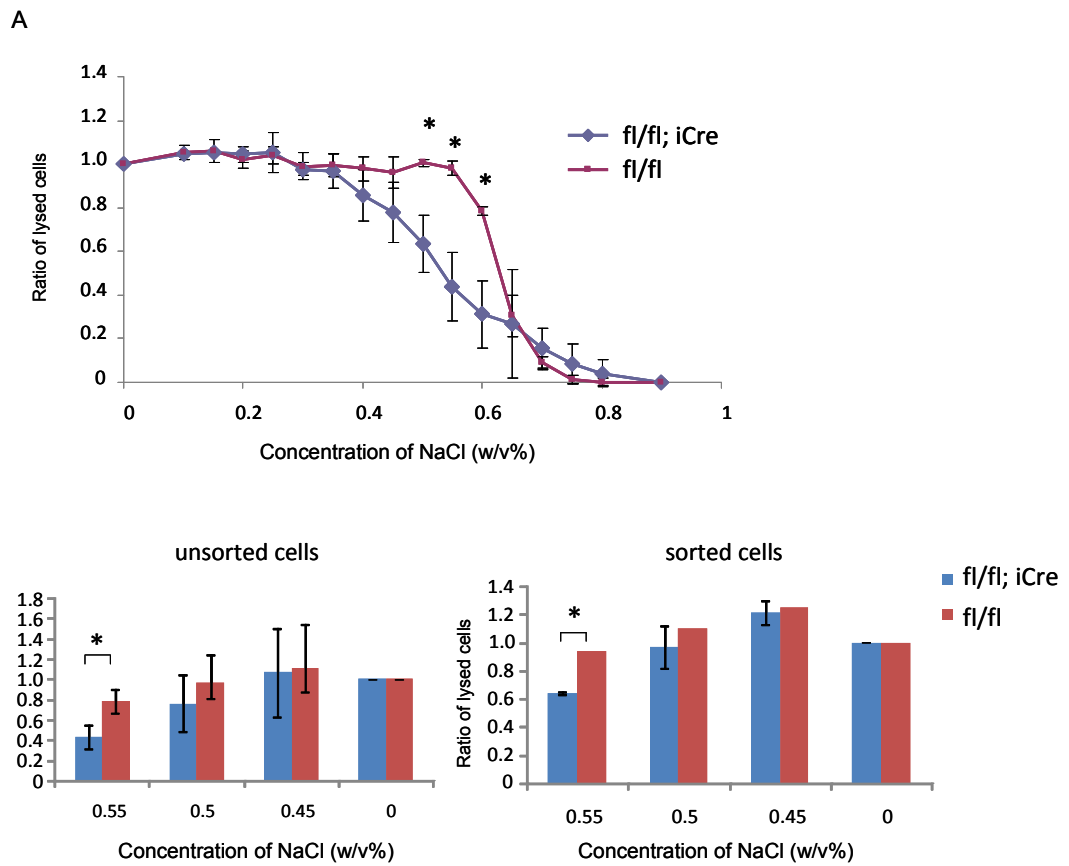 A
1.4
1.2
1.0
0.8
0.6
0.4
0.2
0
Ratio of lysed cells
* * *
fl/fl; iCre
fl/fl
0 0.2 0.4 0.6 0.8 1
Concentration of NaCl (w/v%)
unsorted cells
1.8
1.6
1.4
1.2
1.0
0.8
0.6
0.4
0.2
0
*
0.55 0.5 0.45 0
Concentration of NaCl (w/v%)
sorted cells
1.4
1.2
1.0
0.8
0.6
0.4
0.2
0
Ratio of lysed cells
*
0.55 0.5 0.45 0
Concentration of NaCl (w/v%)
fl/fl; iCre
fl/fl